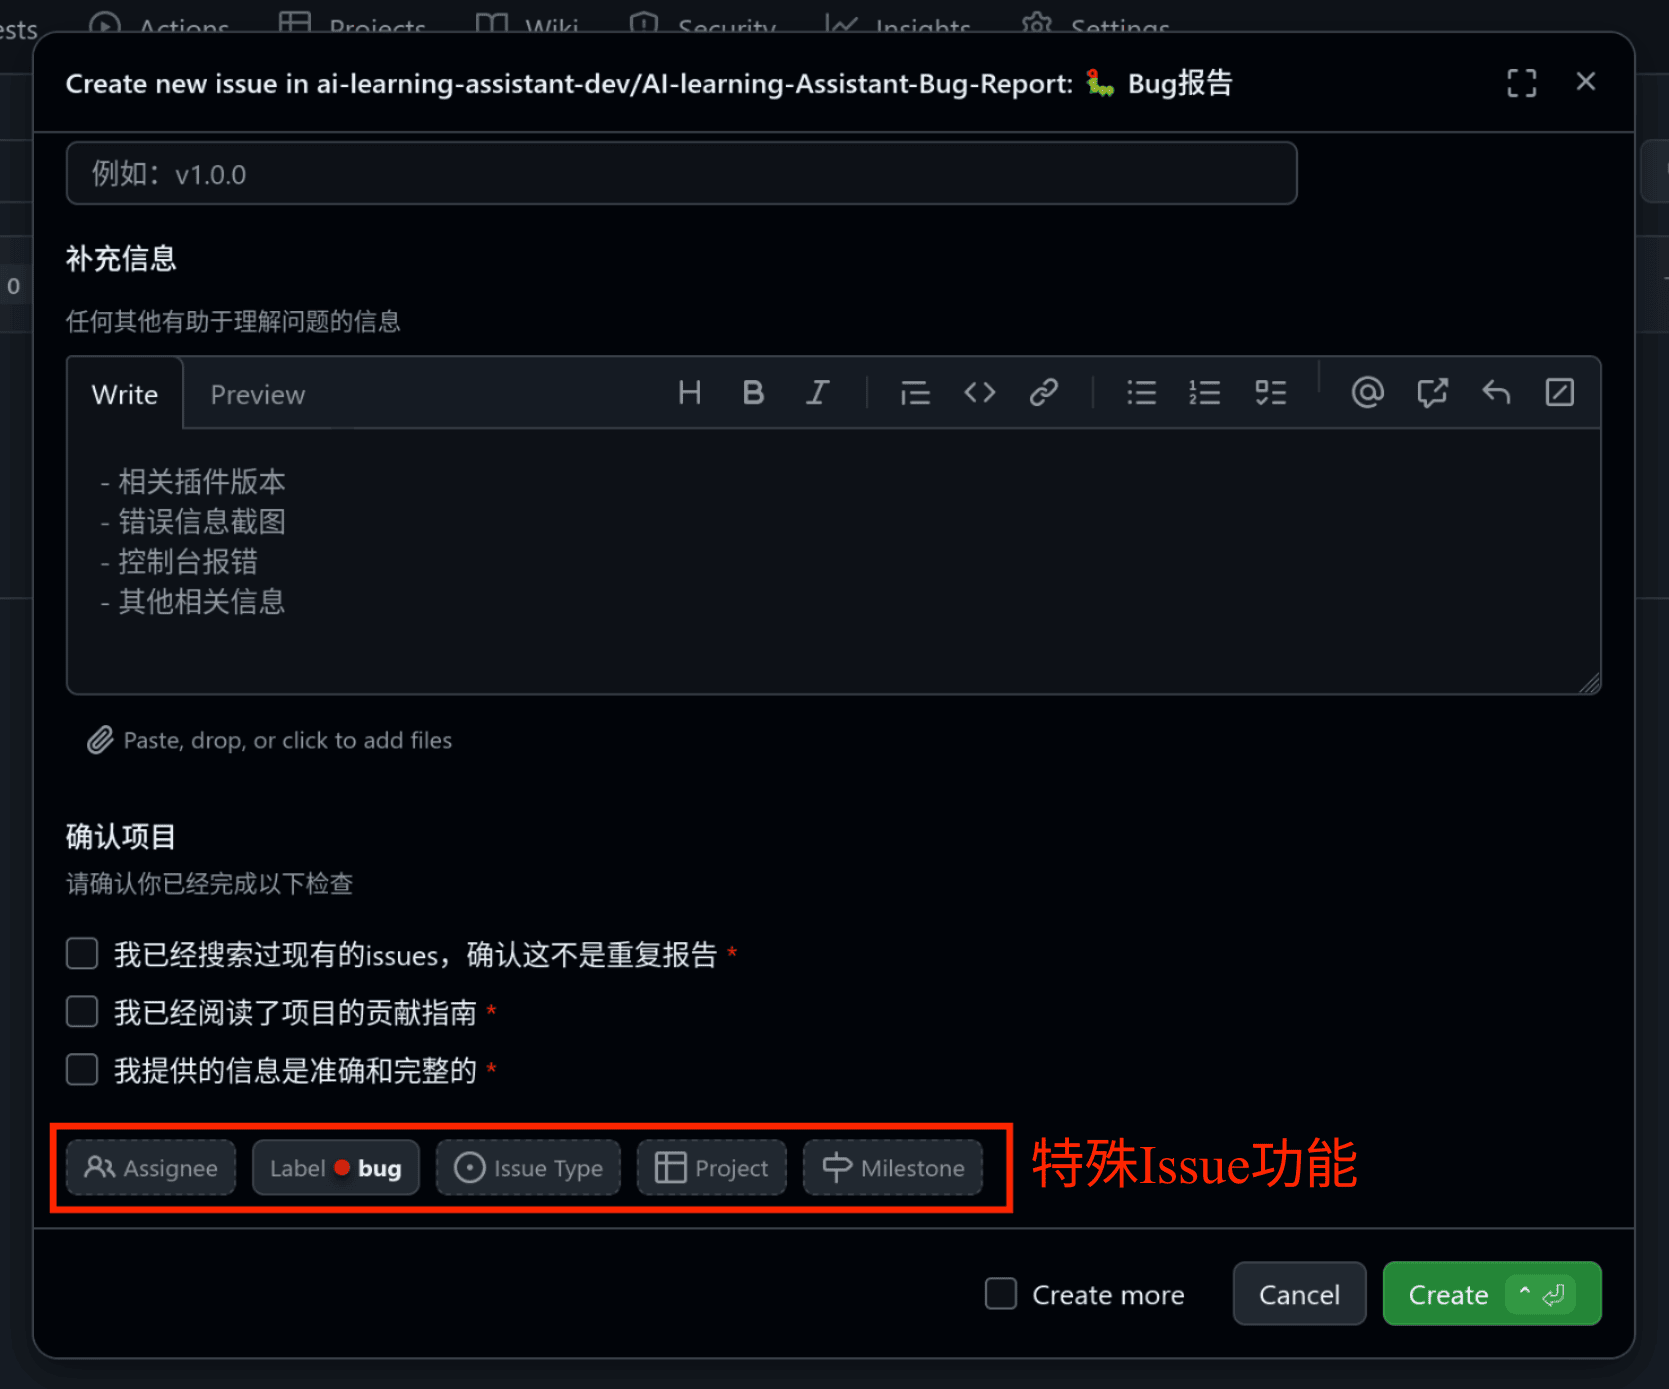 ests Actions Projects Wiki Security Insights Settings
Create new issue in ai-learning-assistant-dev/AI-learning-Assistant-Bug-Report: 🐛 Bug报告
例如：v1.0.0
补充信息
0
任何其他有助于理解问题的信息
Write Preview
- 相关插件版本
- 错误信息截图
- 控制台报错
- 其他相关信息
Paste, drop, or click to add files
确认项目
请确认你已经完成以下检查
我已经搜索过现有的issues，确认这不是重复报告 *
我已经阅读了项目的贡献指南 *
我提供的信息是准确和完整的 *
Assignee Label bug Issue Type Project Milestone 特殊Issue功能
Create more Cancel Create